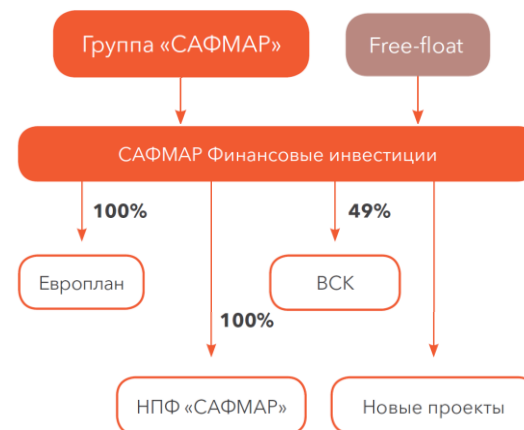 Группа «САФМАР»
Free-float
САФМАР Финансовые инвестиции
100%
49%
Европлан
ВСК
100%
НПФ «САФМАР»
Новые проекты